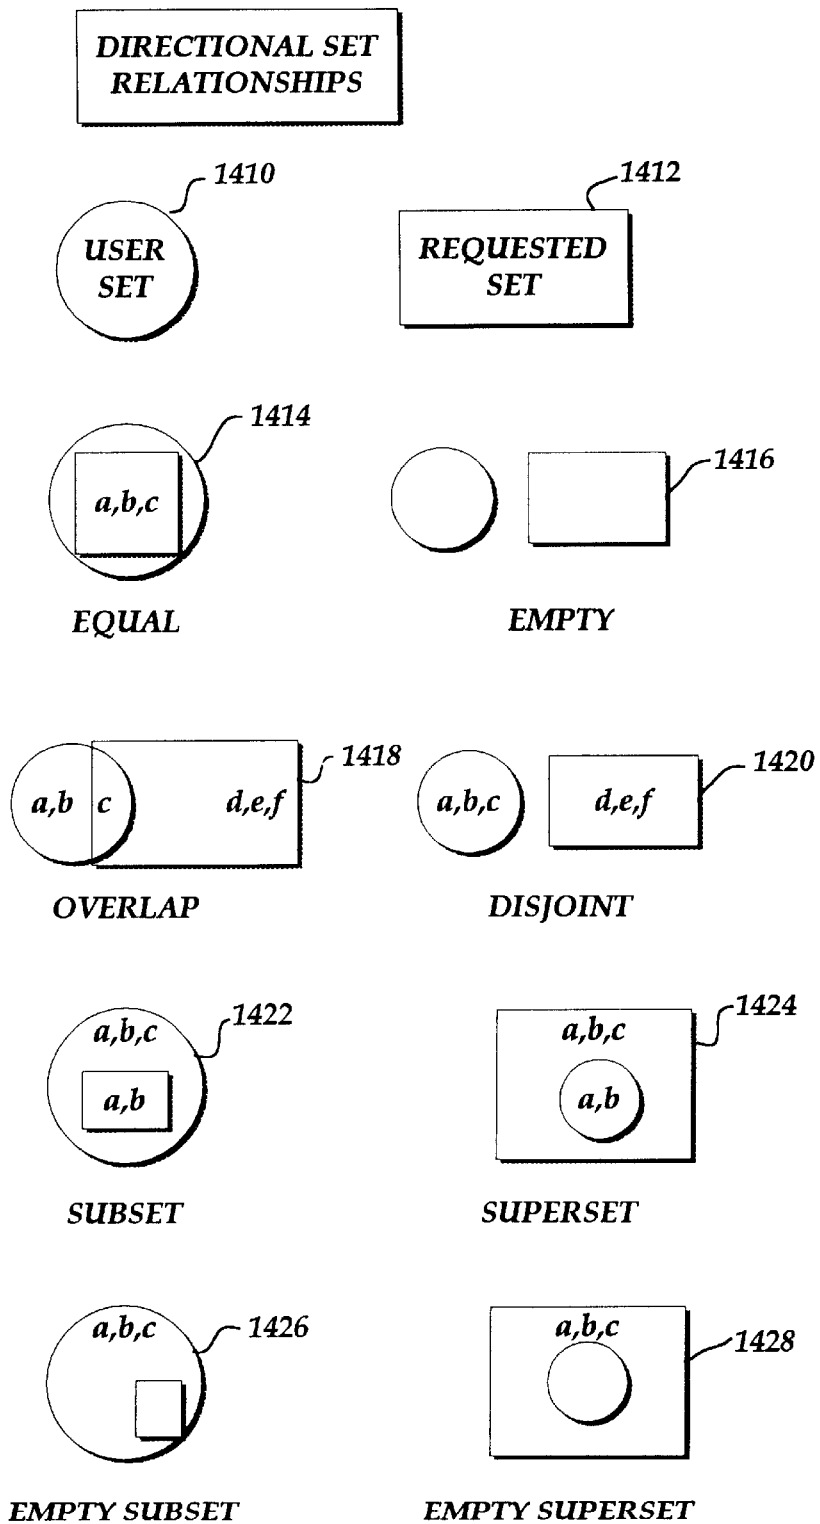 DIRECTIONAL SET
RELATIONSHIPS
1410
1412
USER
SET
REQUESTED
SET
1414
1416
a,b,c
EQUAL
EMPTY
1418
1420
a,b c d,e,f
a,b,c d,e,f
OVERLAP
DISJOINT
1422
1424
a,b,c
a,b
a,b,c
a,b
SUBSET
SUPERSET
1426
1428
a,b,c
a,b,c
EMPTY SUBSET
EMPTY SUPERSET